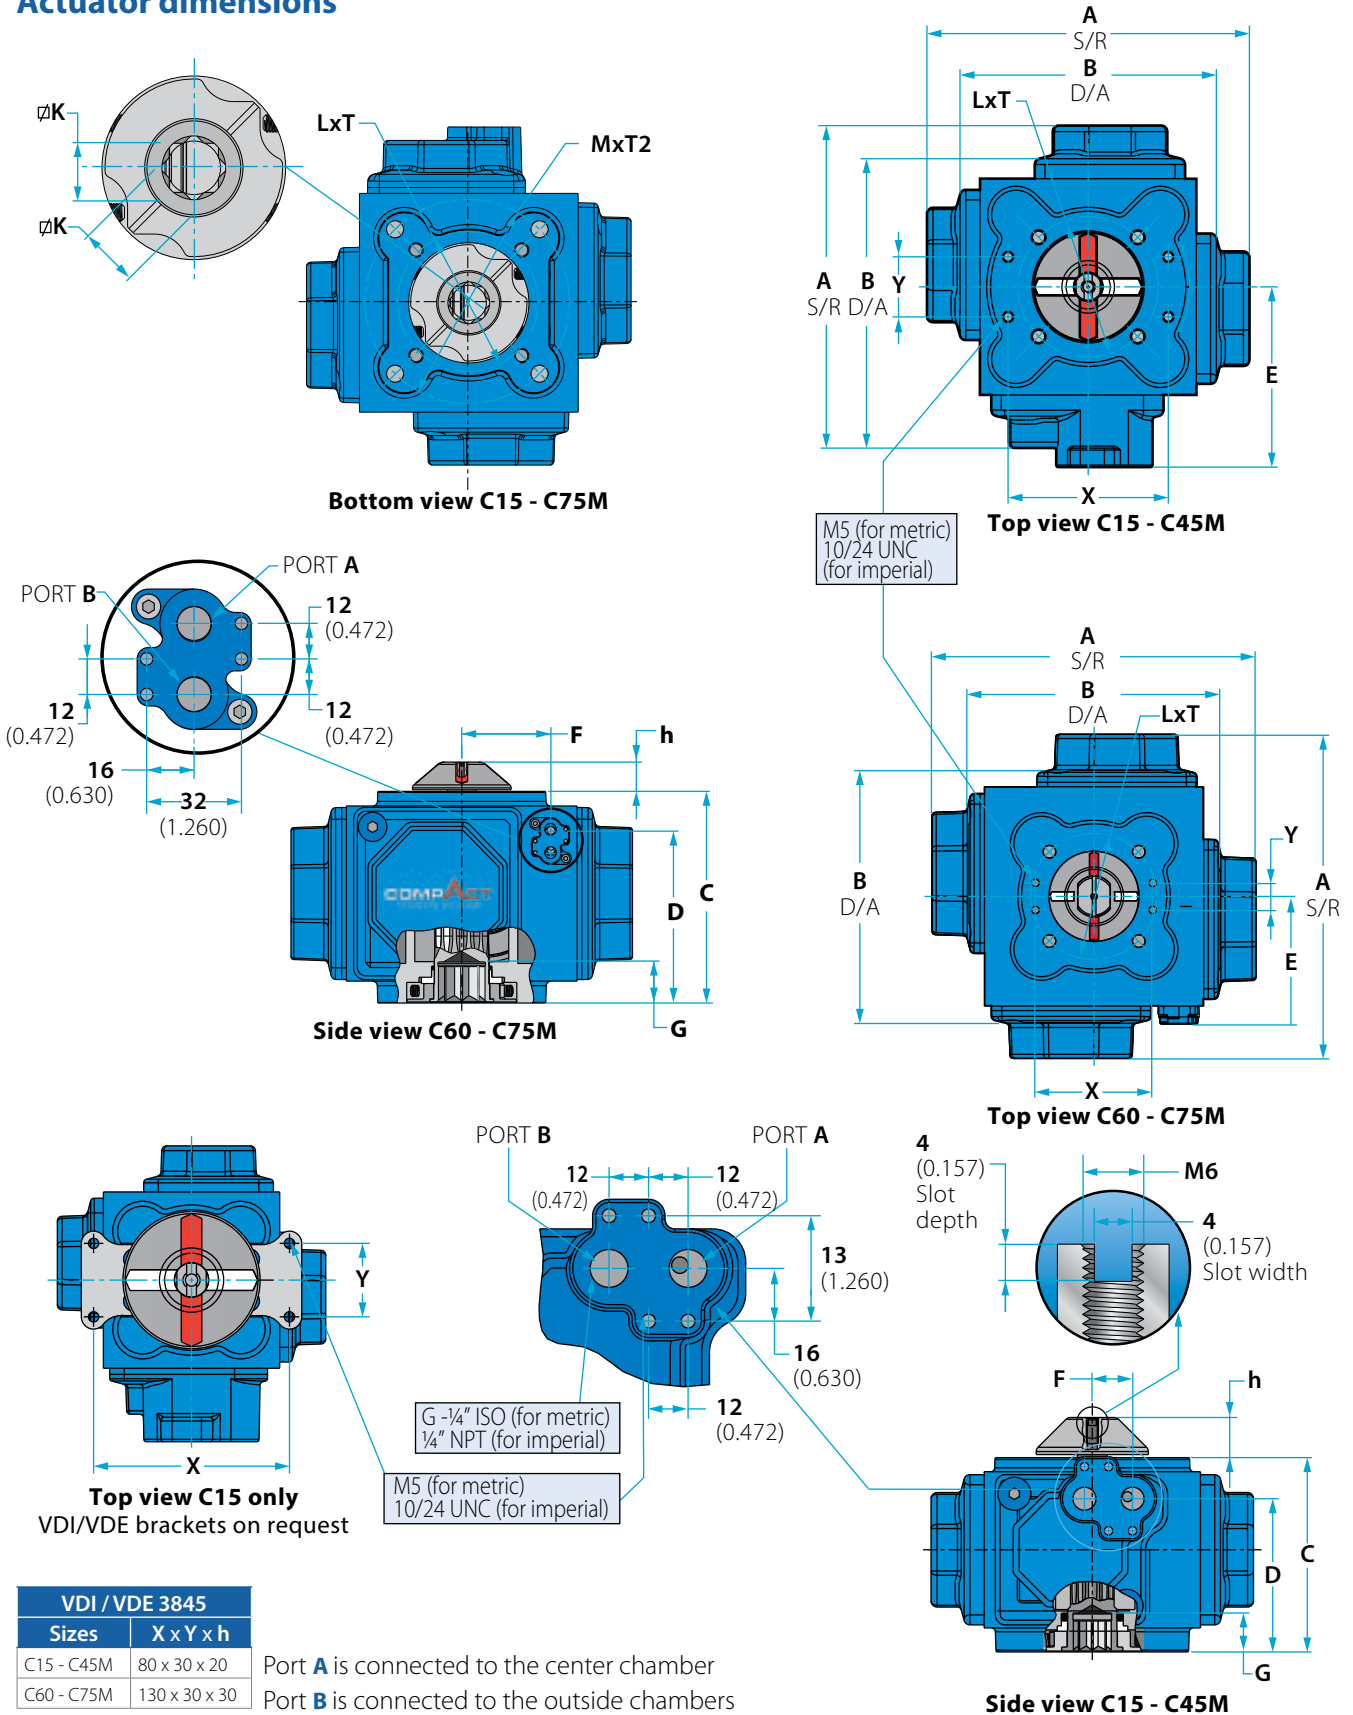 Actuator dimensions
A
S/R
B
D/A
LxT
A
S/R
B
D/A
Y
E
X
Top view C15 - C45M
⌀K
⌀K
LxT
MxT2
Bottom view C15 - C75M
M5 (for metric)
10/24 UNC
(for imperial)
PORT A
PORT B
12
(0.472)
12
(0.472)
12
(0.472)
16
(0.630)
32
(1.260)
F
h
COMPACT
C
D
G
Side view C60 - C75M
A
S/R
B
D/A
LxT
Y
B
D/A
A
S/R
E
X
Top view C60 - C75M
Y
X
Top view C15 only
VDI/VDE brackets on request
PORT B
PORT A
12
(0.472)
12
(0.472)
13
(1.260)
16
(0.630)
12
(0.472)
G -¼" ISO (for metric)
¼" NPT (for imperial)
M5 (for metric)
10/24 UNC (for imperial)
4
(0.157)
Slot
depth
M6
4
(0.157)
Slot width
F
h
C
D
G
Side view C15 - C45M
VDI / VDE 3845
Sizes X x Y x h
C15 - C45M 80 x 30 x 20
C60 - C75M 130 x 30 x 30
Port A is connected to the center chamber
Port B is connected to the outside chambers